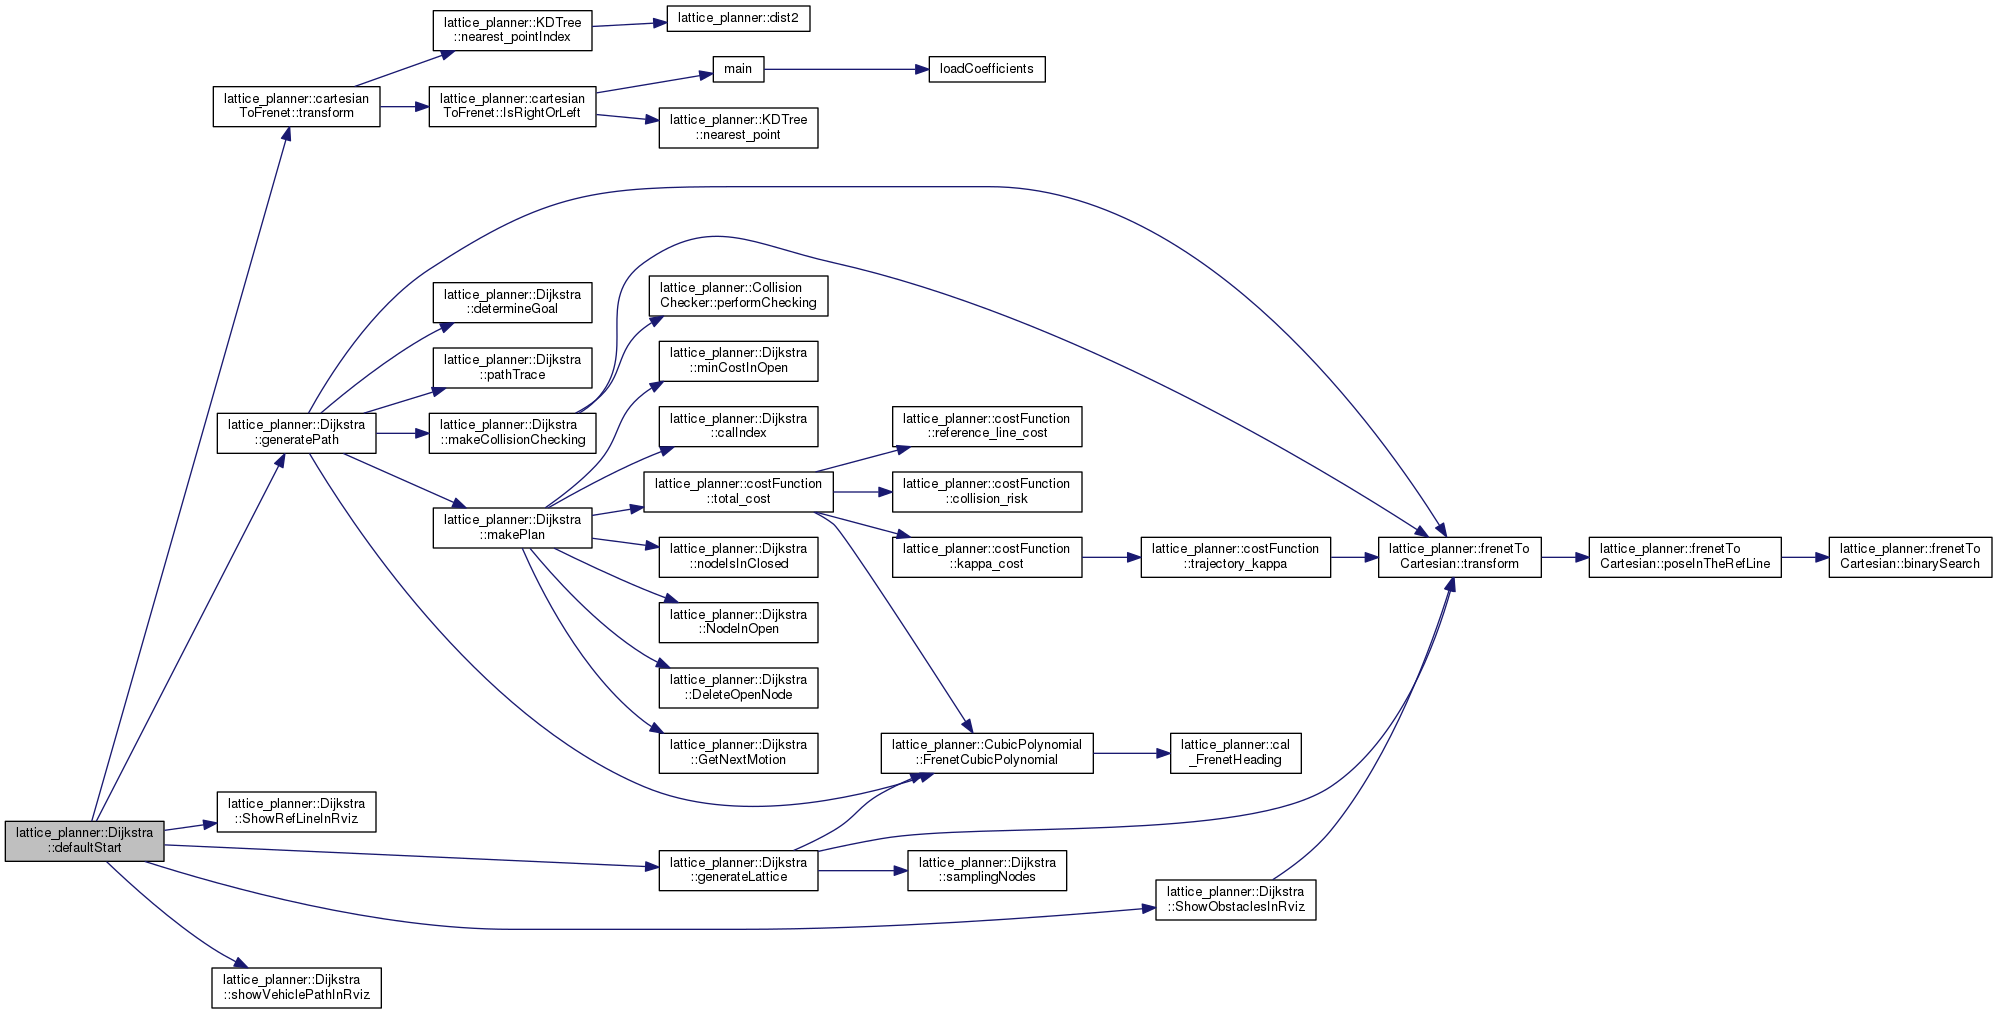 lattice_planner::KDTree
::nearest_pointIndex
lattice_planner::dist2
main
loadCoefficients
lattice_planner::cartesian
ToFrenet::transform
lattice_planner::cartesian
ToFrenet::IsRightOrLeft
lattice_planner::KDTree
::nearest_point
lattice_planner::Collision
Checker::performChecking
lattice_planner::Dijkstra
::determineGoal
lattice_planner::Dijkstra
::minCostInOpen
lattice_planner::Dijkstra
::pathTrace
lattice_planner::Dijkstra
::calIndex
lattice_planner::costFunction
::reference_line_cost
lattice_planner::Dijkstra
::generatePath
lattice_planner::Dijkstra
::makeCollisionChecking
lattice_planner::costFunction
::total_cost
lattice_planner::costFunction
::collision_risk
lattice_planner::Dijkstra
::makePlan
lattice_planner::Dijkstra
::nodeIsInClosed
lattice_planner::costFunction
::kappa_cost
lattice_planner::costFunction
::trajectory_kappa
lattice_planner::frenetTo
Cartesian::transform
lattice_planner::frenetTo
Cartesian::poseInTheRefLine
lattice_planner::frenetTo
Cartesian::binarySearch
lattice_planner::Dijkstra
::NodeInOpen
lattice_planner::Dijkstra
::DeleteOpenNode
lattice_planner::Dijkstra
::GetNextMotion
lattice_planner::CubicPolynomial
::FrenetCubicPolynomial
lattice_planner::cal
_FrenetHeading
lattice_planner::Dijkstra
::ShowRefLineInRviz
lattice_planner::Dijkstra
::defaultStart
lattice_planner::Dijkstra
::generateLattice
lattice_planner::Dijkstra
::samplingNodes
lattice_planner::Dijkstra
::ShowObstaclesInRviz
lattice_planner::Dijkstra
::showVehiclePathInRviz